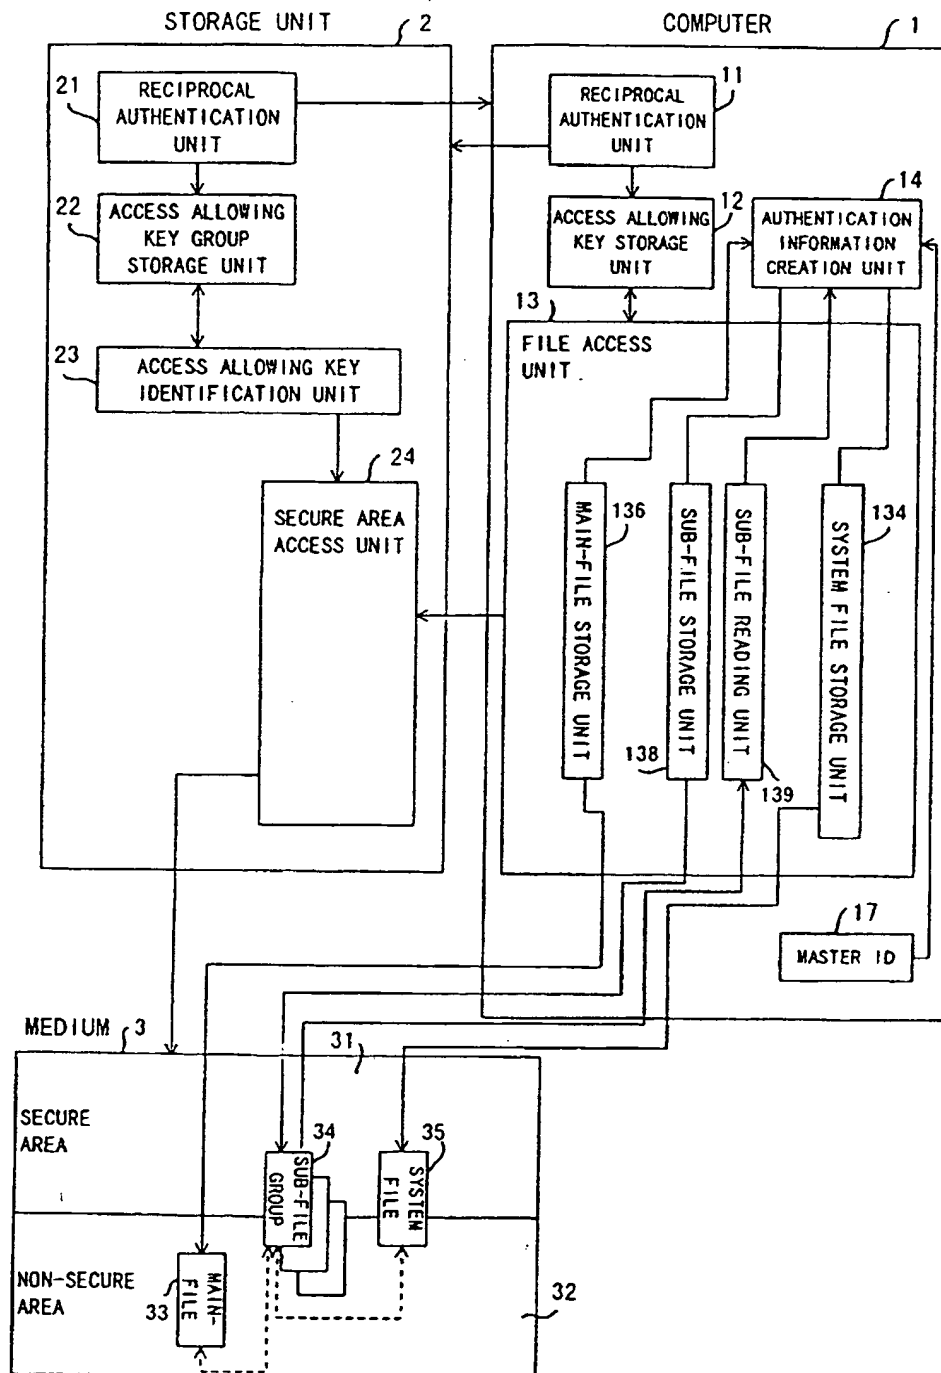 STORAGE UNIT
2
COMPUTER
1
21
RECIPROCAL
AUTHENTICATION
UNIT
11
RECIPROCAL
AUTHENTICATION
UNIT
22
ACCESS ALLOWING
KEY GROUP
STORAGE UNIT
12
ACCESS ALLOWING
KEY STORAGE
UNIT
14
AUTHENTICATION
INFORMATION
CREATION UNIT
23
ACCESS ALLOWING KEY
IDENTIFICATION UNIT
13
FILE ACCESS
UNIT
24
SECURE AREA
ACCESS UNIT
MAIN-FILE STORAGE UNIT
136
SUB-FILE STORAGE UNIT
138
SUB-FILE READING UNIT
139
SYSTEM FILE STORAGE UNIT
134
17
MASTER ID
MEDIUM 3
31
SECURE
AREA
34
SUB-FILE
GROUP
35
SYSTEM
FILE
NON-SECURE
AREA
33
MAIN-
FILE
32